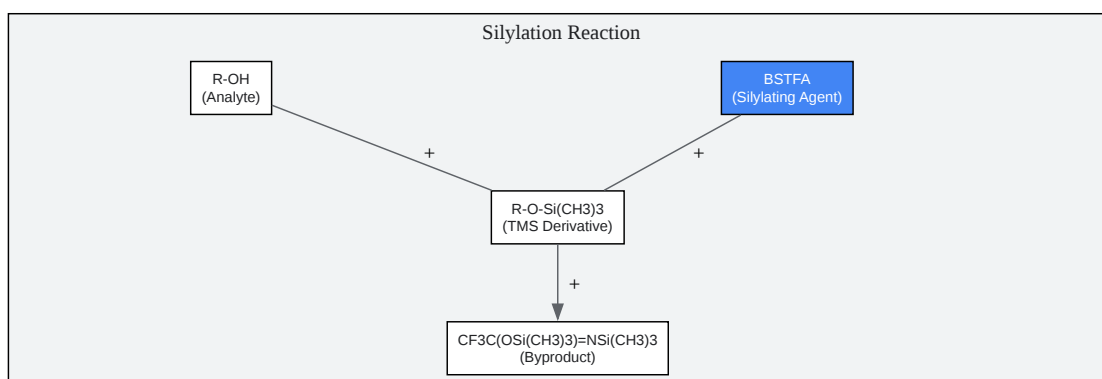 Silylation Reaction
R-OH
(Analyte)
BSTFA
(Silylating Agent)
+
+
R-O-Si(CH3)3
(TMS Derivative)
+
CF3C(OSi(CH3)3)=NSi(CH3)3
(Byproduct)